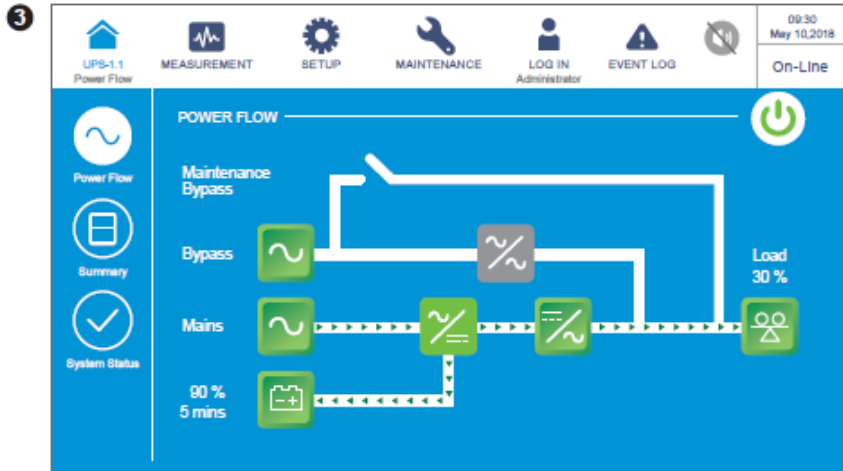 ❸
UPS-1.1
Power Flow
MEASUREMENT
SETUP
MAINTENANCE
LOG IN
Administrator
EVENT LOG
09:30
May 10,2018
On-Line
POWER FLOW
Power Flow
Summary
System Status
Maintenance
Bypass
Bypass
Mains
90 %
5 mins
Load
30 %